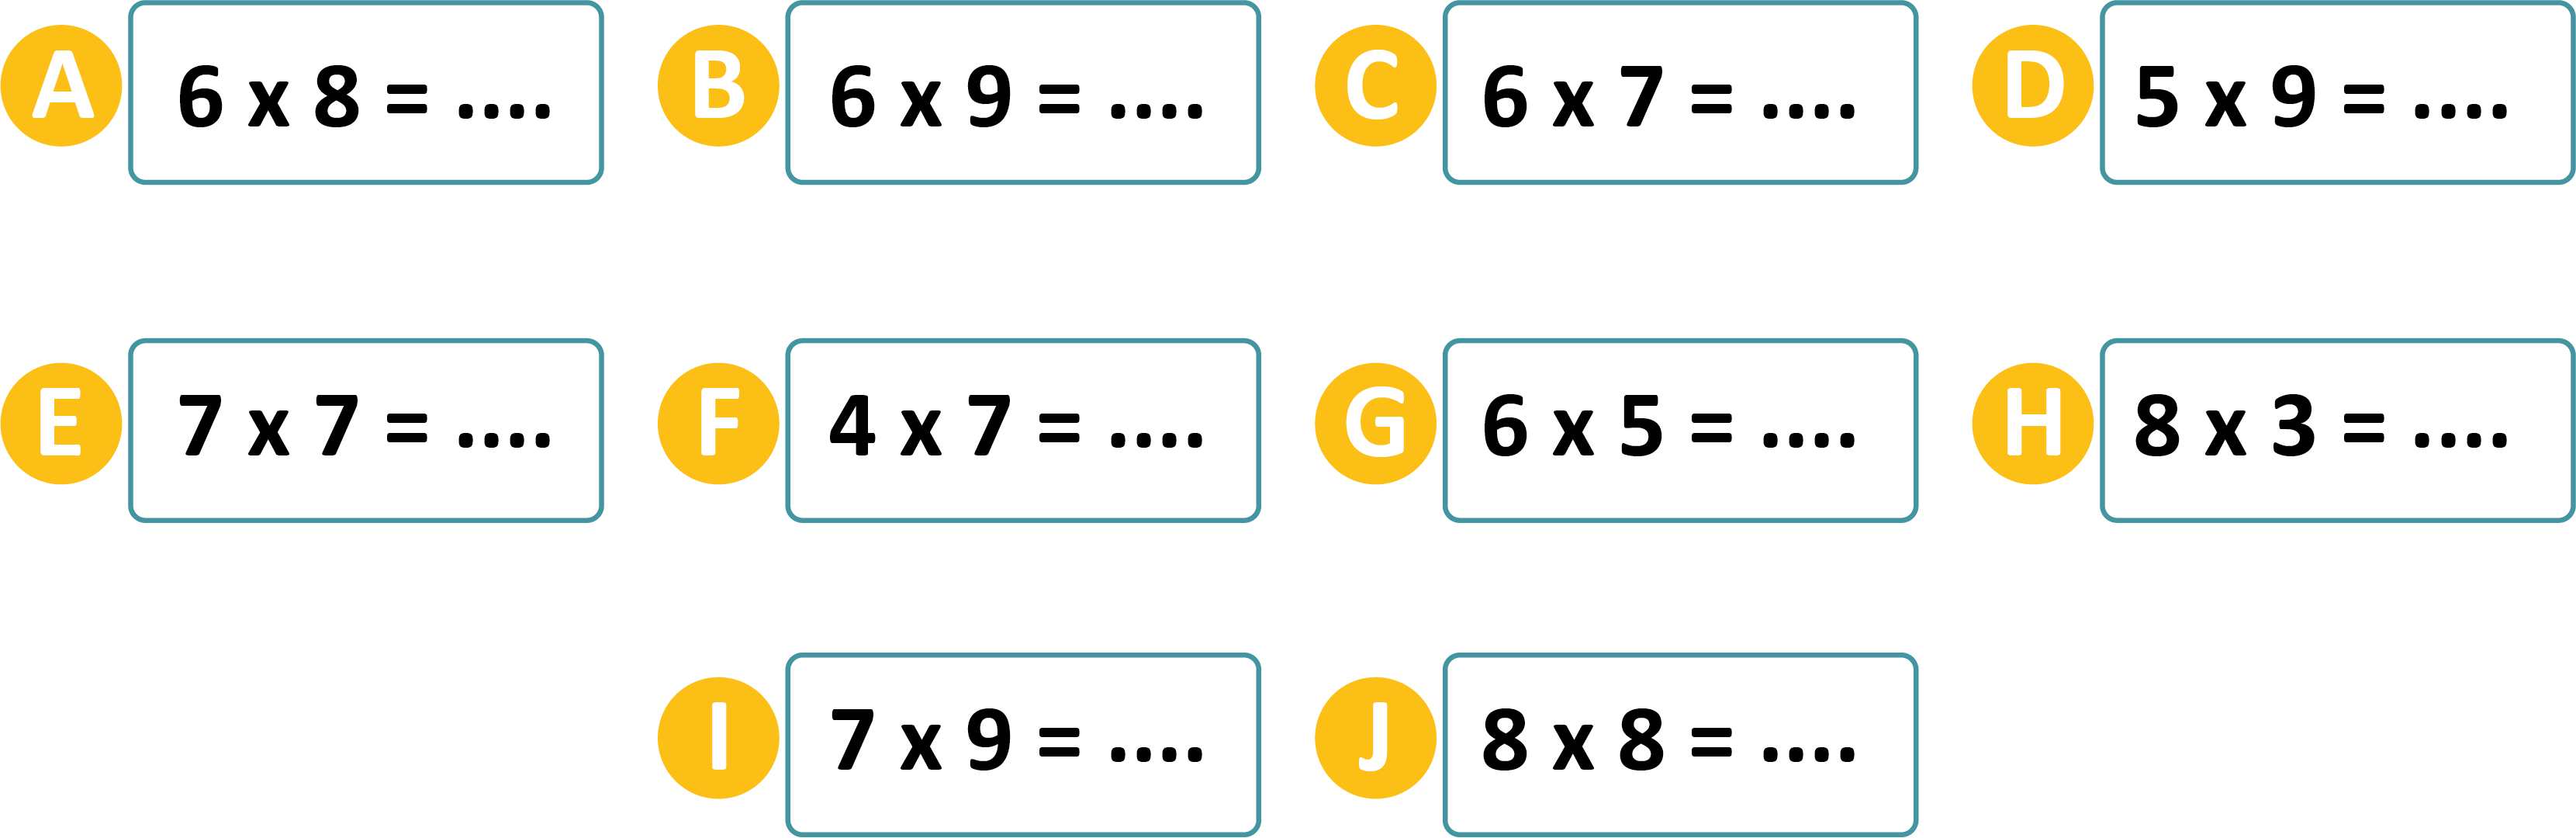 A 6 x 8 = ....
B 6 x 9 = ....
C 6 x 7 = ....
D 5 x 9 = ....
E 7 x 7 = ....
F 4 x 7 = ....
G 6 x 5 = ....
H 8 x 3 = ....
I 7 x 9 = ....
J 8 x 8 = ....